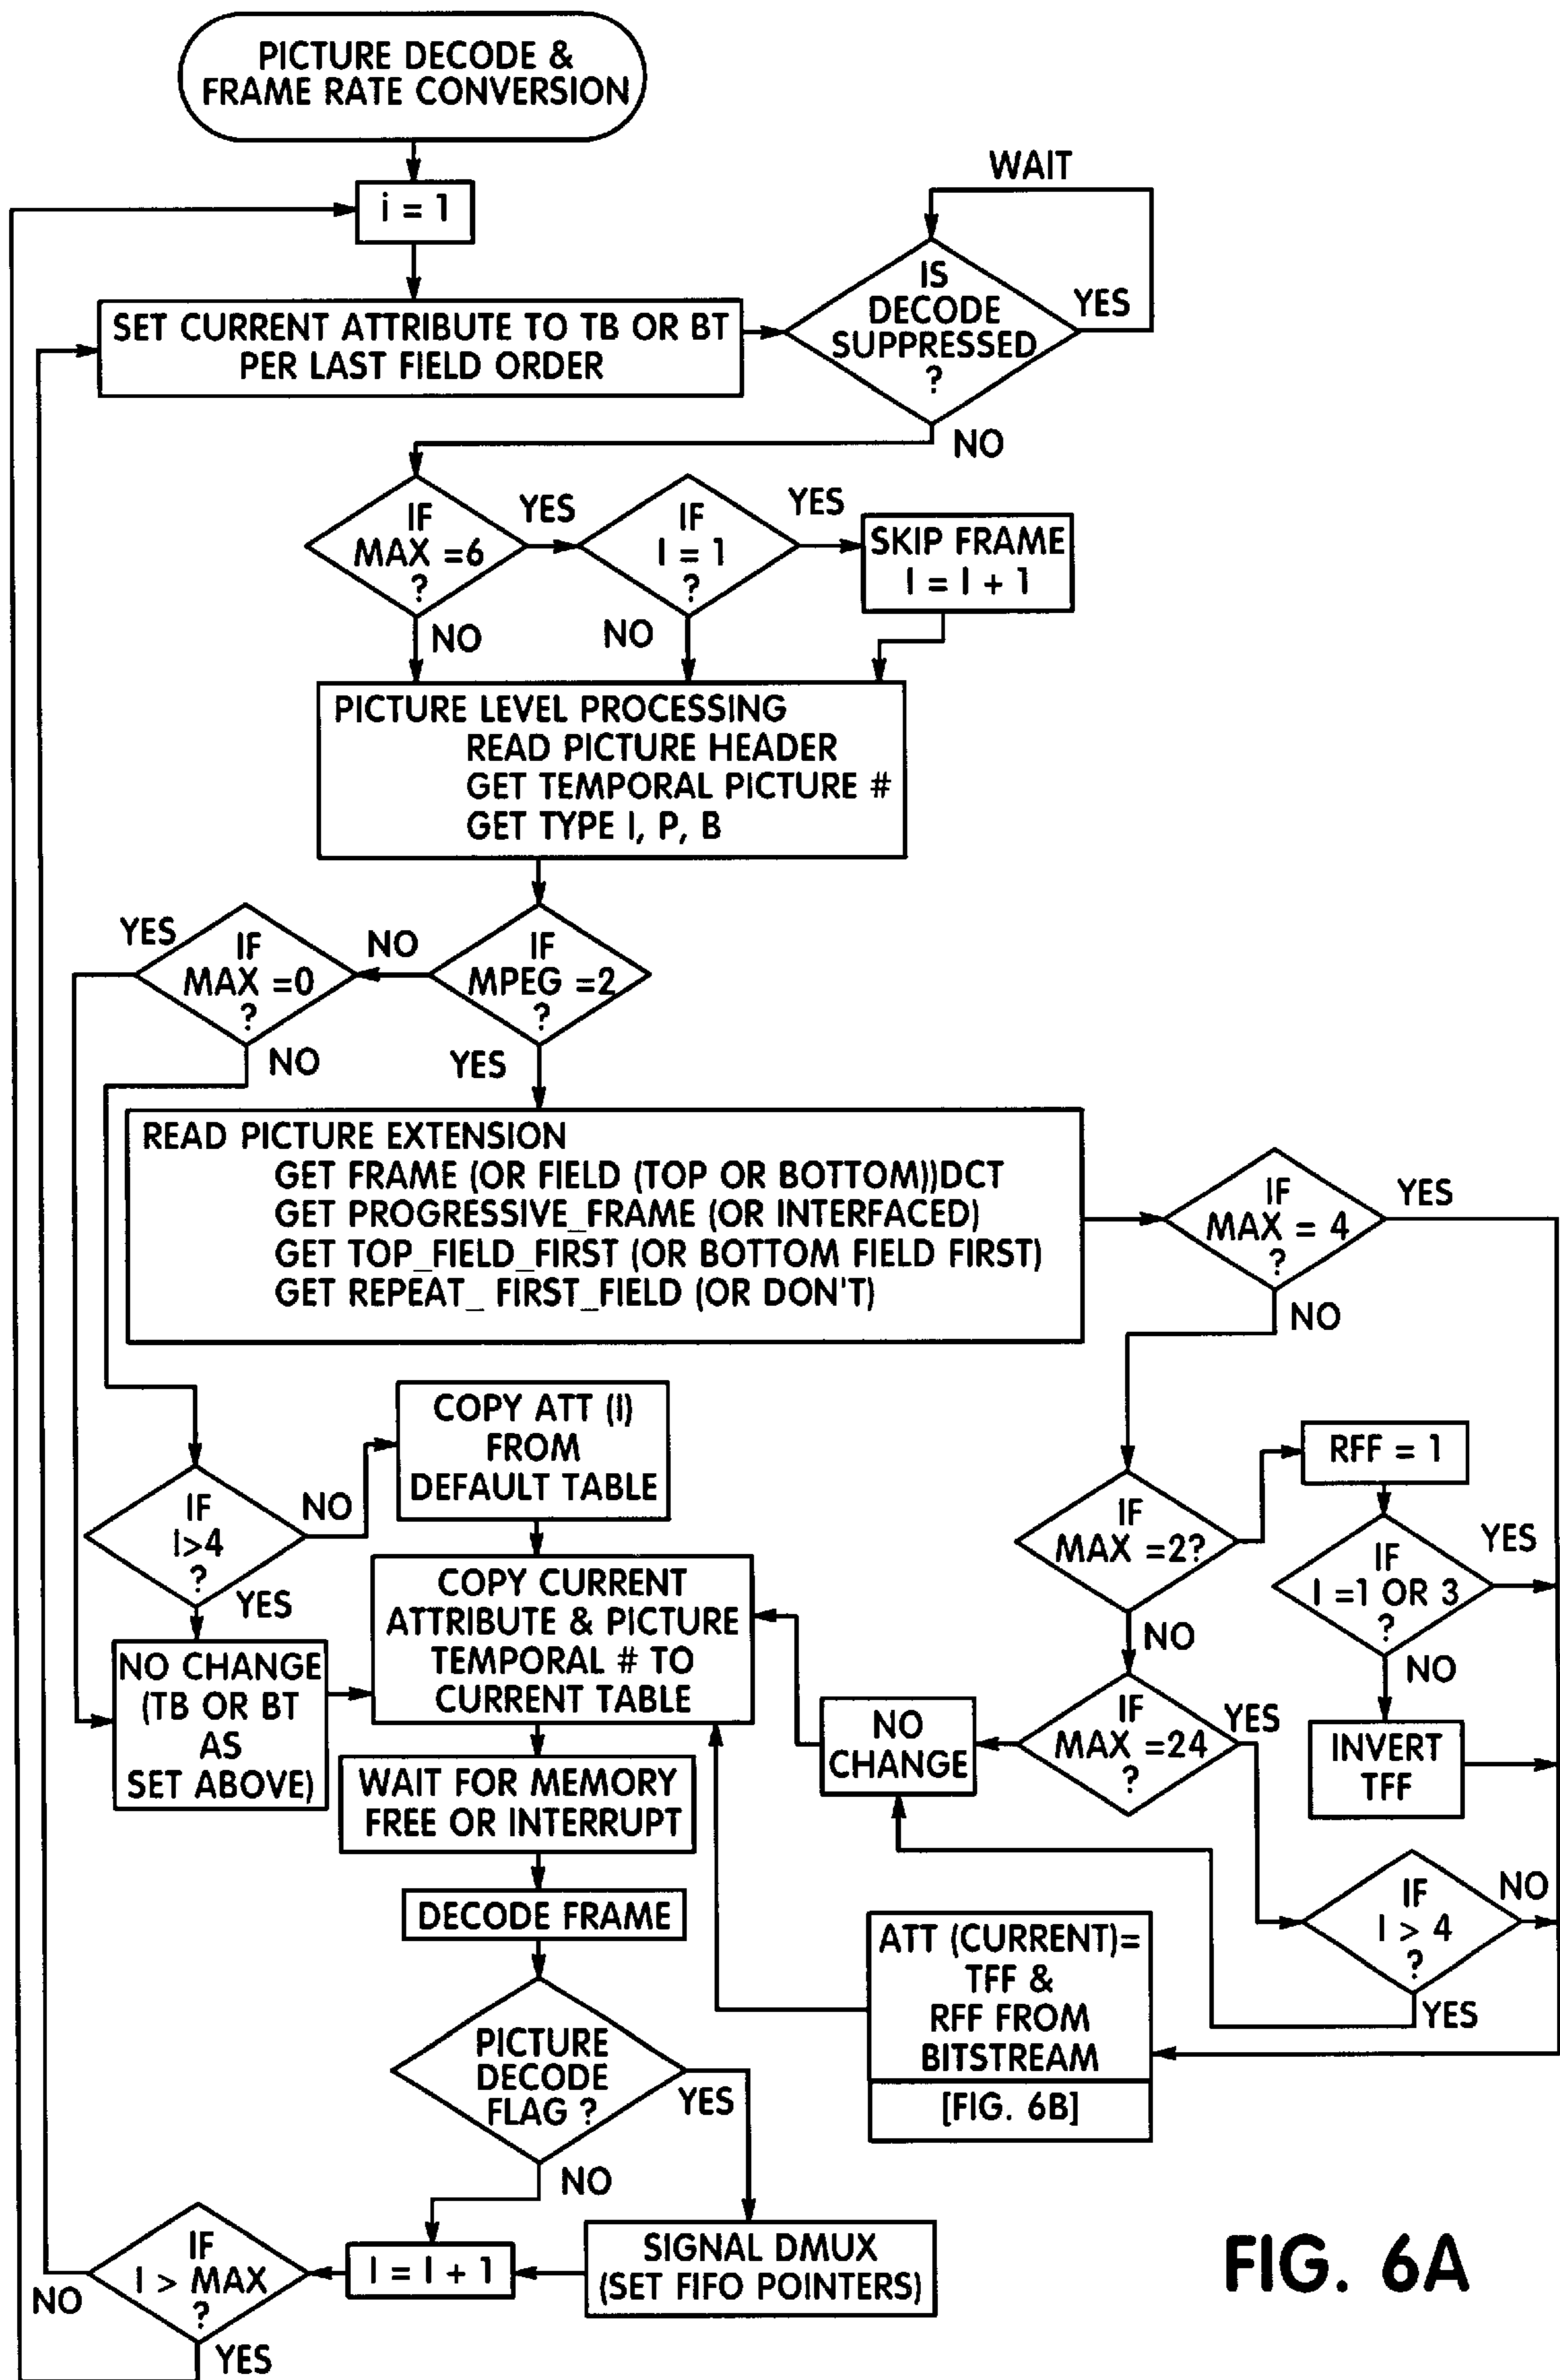 PICTURE DECODE &
FRAME RATE CONVERSION
i = 1
WAIT
SET CURRENT ATTRIBUTE TO TB OR BT
PER LAST FIELD ORDER
IS
DECODE
SUPPRESSED
?
YES
NO
IF
MAX =6
?
YES
NO
IF
I = 1
?
YES
NO
SKIP FRAME
I = I + 1
PICTURE LEVEL PROCESSING
READ PICTURE HEADER
GET TEMPORAL PICTURE #
GET TYPE I, P, B
YES
IF
MAX =0
?
NO
NO
IF
MPEG =2
?
YES
READ PICTURE EXTENSION
GET FRAME (OR FIELD (TOP OR BOTTOM))DCT
GET PROGRESSIVE_FRAME (OR INTERFACED)
GET TOP_FIELD_FIRST (OR BOTTOM FIELD FIRST)
GET REPEAT_ FIRST_FIELD (OR DON'T)
IF
MAX = 4
?
YES
NO
COPY ATT (I)
FROM
DEFAULT TABLE
IF
I>4
?
NO
YES
NO CHANGE
(TB OR BT
AS
SET ABOVE)
COPY CURRENT
ATTRIBUTE & PICTURE
TEMPORAL # TO
CURRENT TABLE
IF
MAX =2?
NO
RFF = 1
IF
I =1 OR 3
?
YES
NO
INVERT
TFF
NO
CHANGE
IF
MAX =24
?
YES
WAIT FOR MEMORY
FREE OR INTERRUPT
DECODE FRAME
IF
I > 4
?
NO
YES
ATT (CURRENT)=
TFF &
RFF FROM
BITSTREAM
[FIG. 6B]
PICTURE
DECODE
FLAG ?
YES
NO
SIGNAL DMUX
(SET FIFO POINTERS)
I = I + 1
IF
I > MAX
?
NO
YES
FIG. 6A